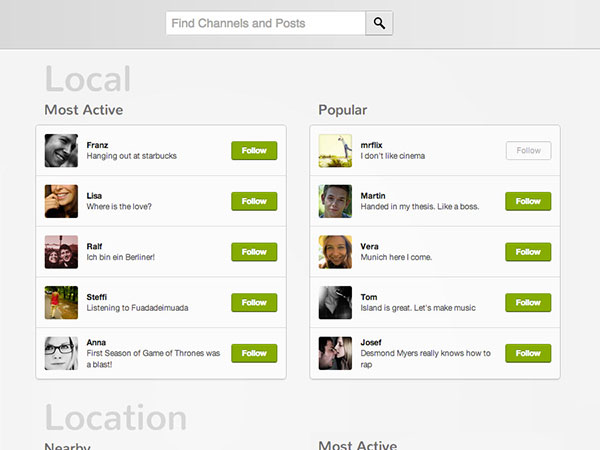 Find Channels and Posts
Local
Most Active
Franz
Hanging out at starbucks
Follow
Lisa
Where is the love?
Follow
Ralf
Ich bin ein Berliner!
Follow
Steffi
Listening to Fuadadeimuada
Follow
Anna
First Season of Game of Thrones was
a blast!
Follow
Popular
mrflix
I don't like cinema
Follow
Martin
Handed in my thesis. Like a boss.
Follow
Vera
Munich here I come.
Follow
Tom
Island is great. Let's make music
Follow
Josef
Desmond Myers really knows how to
rap
Follow
Location
Nearby
Most Active